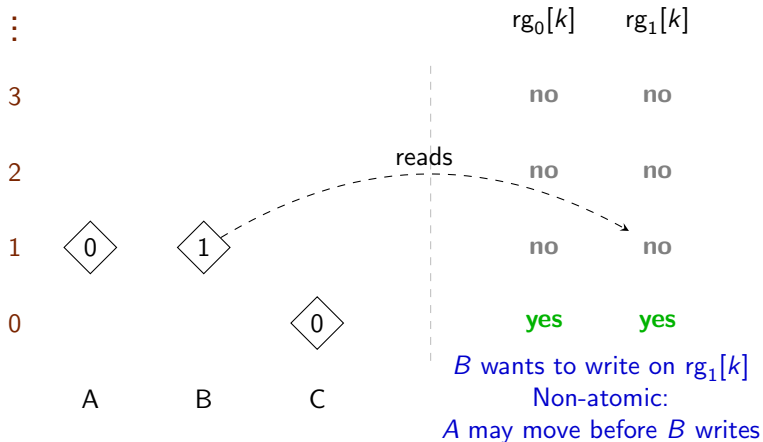 ⋮ rg₀[k] rg₁[k]
3 no no
reads
2 no no
1 0 1 no no
0 0 yes yes
B wants to write on rg₁[k]
A B C Non-atomic:
A may move before B writes